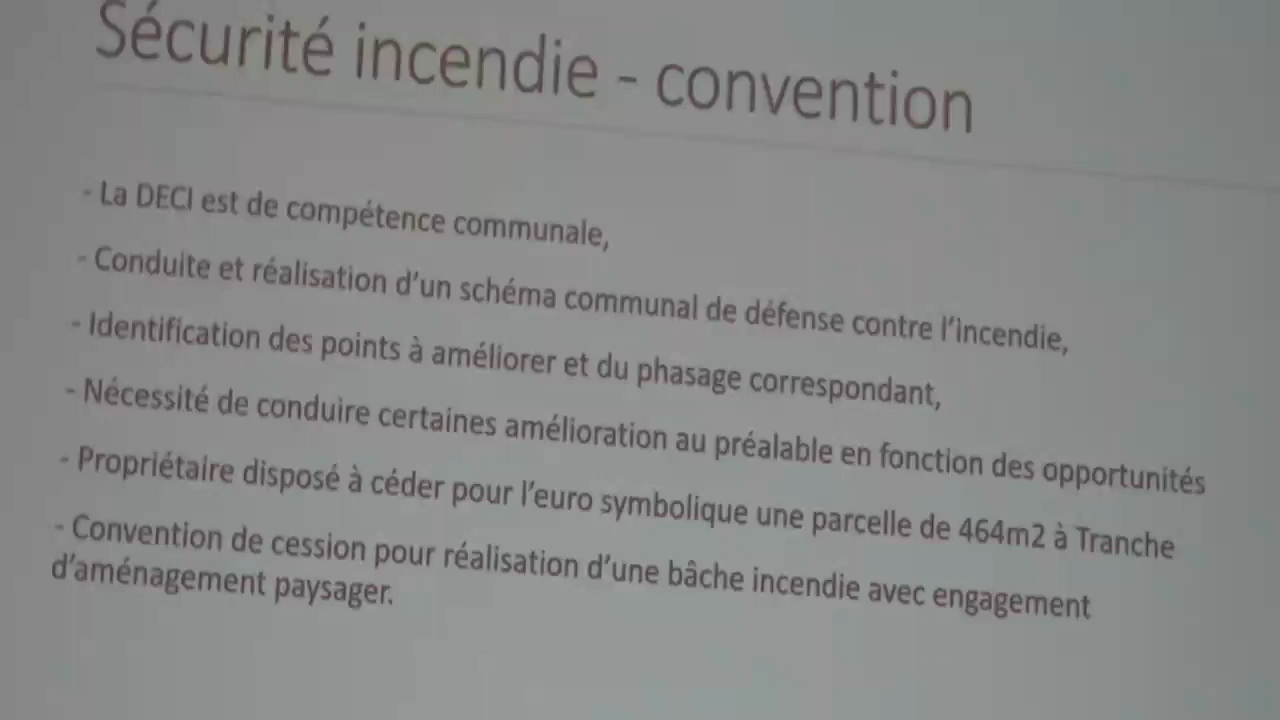 Sécurité incendie - convention
- La DECI est de compétence communale,
- Conduite et réalisation d'un schéma communal de défense contre l'incendie,
- Identification des points à améliorer et du phasage correspondant,
- Nécessité de conduire certaines amélioration au préalable en fonction des opportunités
- Propriétaire disposé à céder pour l'euro symbolique une parcelle de 464m2 à Tranche
- Convention de cession pour réalisation d'une bâche incendie avec engagement
d'aménagement paysager.